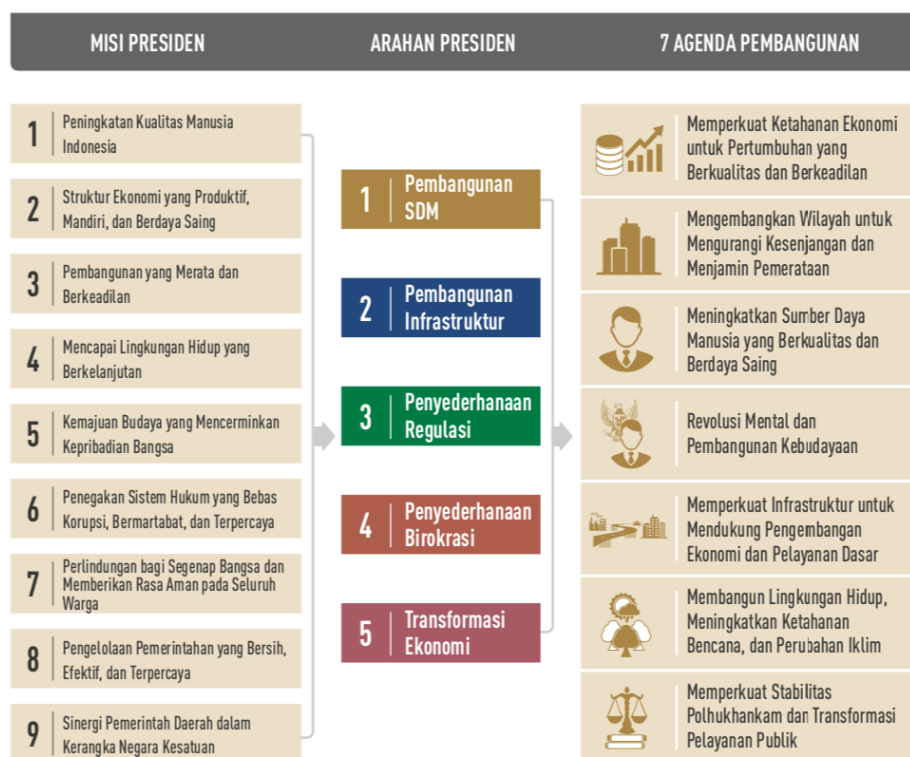 MISI PRESIDEN
ARAHAN PRESIDEN
7 AGENDA PEMBANGUNAN
1
Peningkatan Kualitas Manusia
Indonesia
2
Struktur Ekonomi yang Produktif,
Mandiri, dan Berdaya Saing
3
Pembangunan yang Merata dan
Berkeadilan
4
Mencapai Lingkungan Hidup yang
Berkelanjutan
5
Kemajuan Budaya yang Mencerminkan
Kepribadian Bangsa
6
Penegakan Sistem Hukum yang Bebas
Korupsi, Bermartabat, dan Terpercaya
7
Perlindungan bagi Segenap Bangsa dan
Memberikan Rasa Aman pada Seluruh
Warga
8
Pengelolaan Pemerintahan yang Bersih,
Efektif, dan Terpercaya
9
Sinergi Pemerintah Daerah dalam
Kerangka Negara Kesatuan
1
Pembangunan
SDM
2
Pembangunan
Infrastruktur
3
Penyederhanaan
Regulasi
4
Penyederhanaan
Birokrasi
5
Transformasi
Ekonomi
Memperkuat Ketahanan Ekonomi
untuk Pertumbuhan yang
Berkualitas dan Berkeadilan
Mengembangkan Wilayah untuk
Mengurangi Kesenjangan dan
Menjamin Pemerataan
Meningkatkan Sumber Daya
Manusia yang Berkualitas dan
Berdaya Saing
Revolusi Mental dan
Pembangunan Kebudayaan
Memperkuat Infrastruktur untuk
Mendukung Pengembangan
Ekonomi dan Pelayanan Dasar
Membangun Lingkungan Hidup,
Meningkatkan Ketahanan
Bencana, dan Perubahan Iklim
Memperkuat Stabilitas
Polhukhankam dan Transformasi
Pelayanan Publik